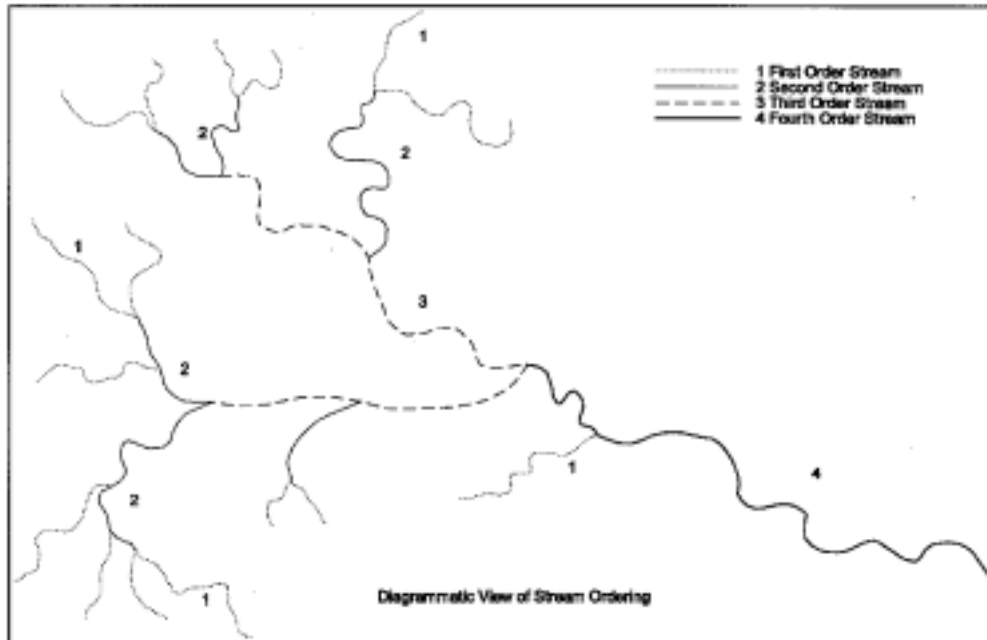 1
1 First Order Stream
2 Second Order Stream
3 Third Order Stream
4 Fourth Order Stream
2
2
1
3
2
1
4
2
1
Diagrammatic View of Stream Ordering